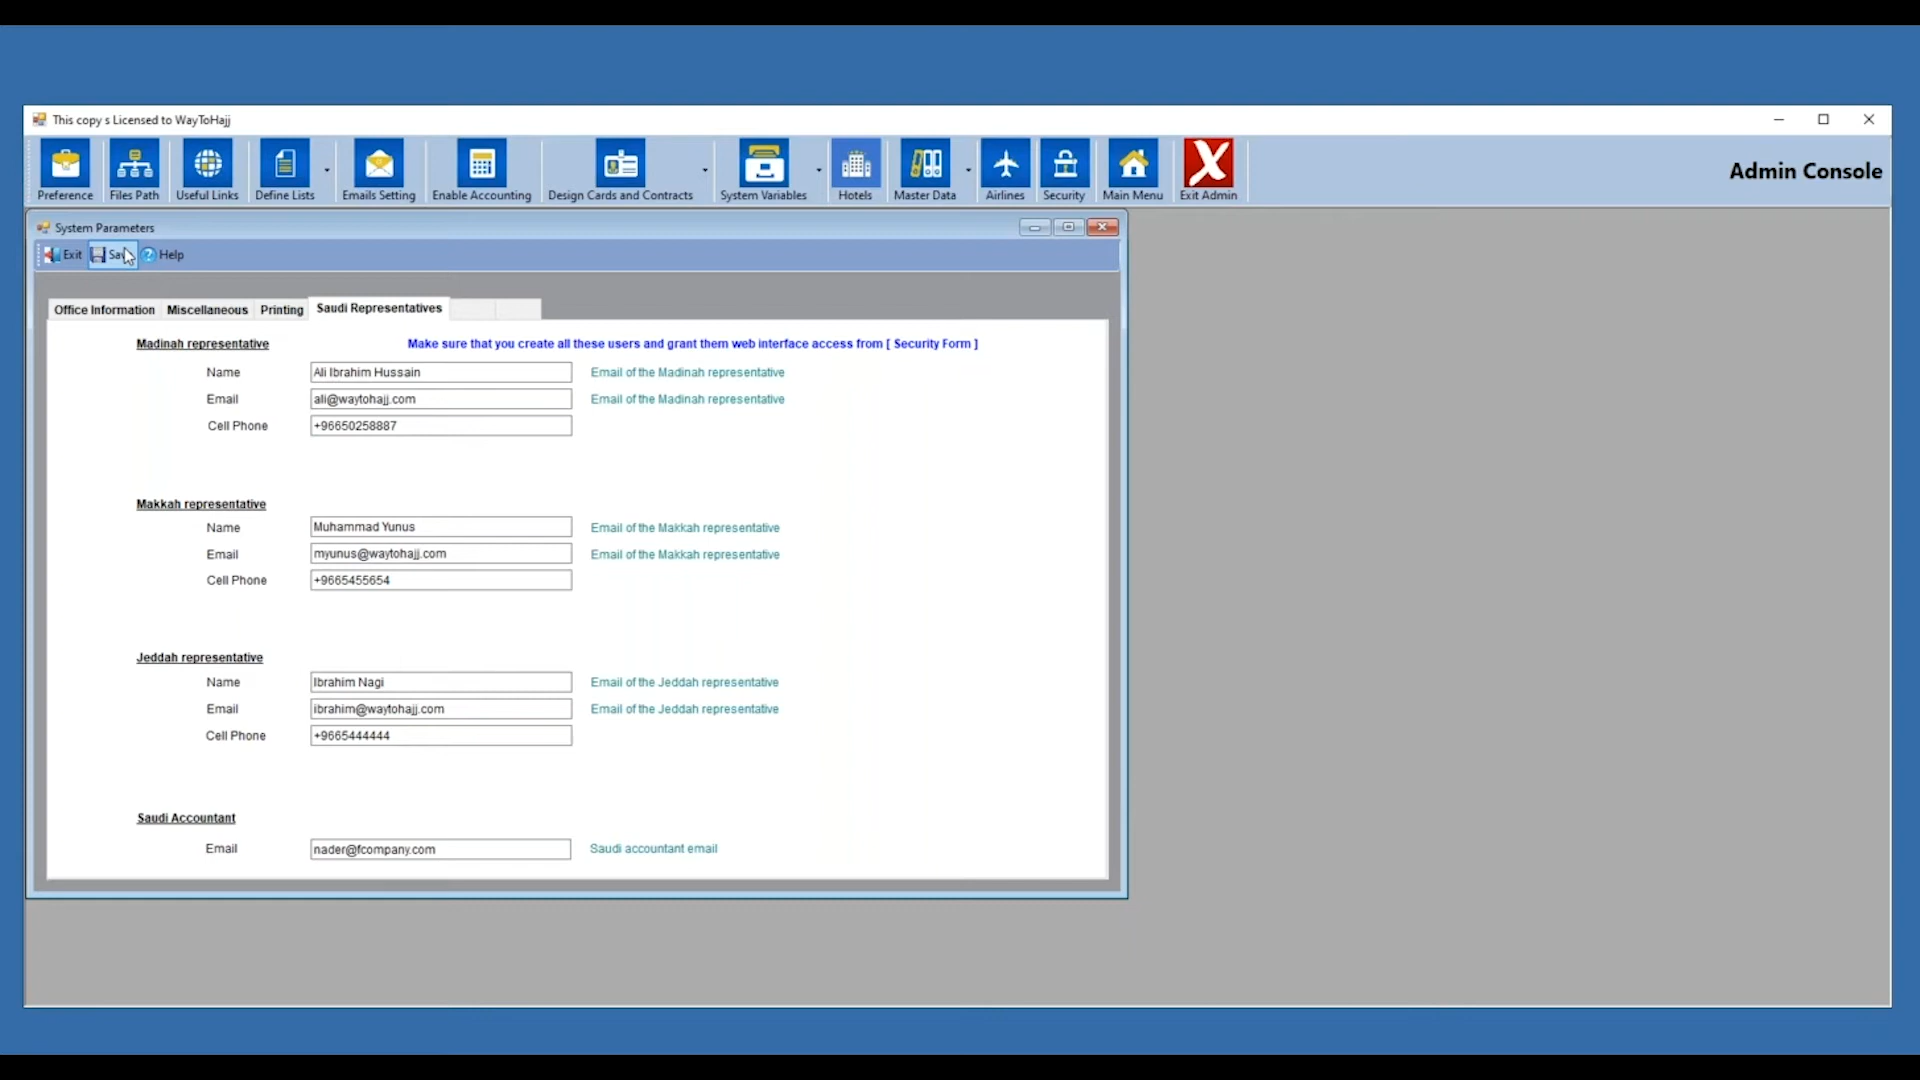 This copy s Licensed to WayToHajj
Preference Files Path Useful Links Define Lists Emails Setting Enable Accounting Design Cards and Contracts System Variables Hotels Master Data Airlines Security Main Menu Exit Admin
Admin Console
System Parameters
Exit Sav Help
Office Information Miscellaneous Printing Saudi Representatives
Madinah representative Make sure that you create all these users and grant them web interface access from [ Security Form ]
Name Ali Ibrahim Hussain Email of the Madinah representative
Email ali@waytohajj.com Email of the Madinah representative
Cell Phone +96650258887
Makkah representative
Name Muhammad Yunus Email of the Makkah representative
Email myunus@waytohajj.com Email of the Makkah representative
Cell Phone +9665455654
Jeddah representative
Name Ibrahim Nagi Email of the Jeddah representative
Email ibrahim@waytohajj.com Email of the Jeddah representative
Cell Phone +9665444444
Saudi Accountant
Email nader@fcompany.com Saudi accountant email